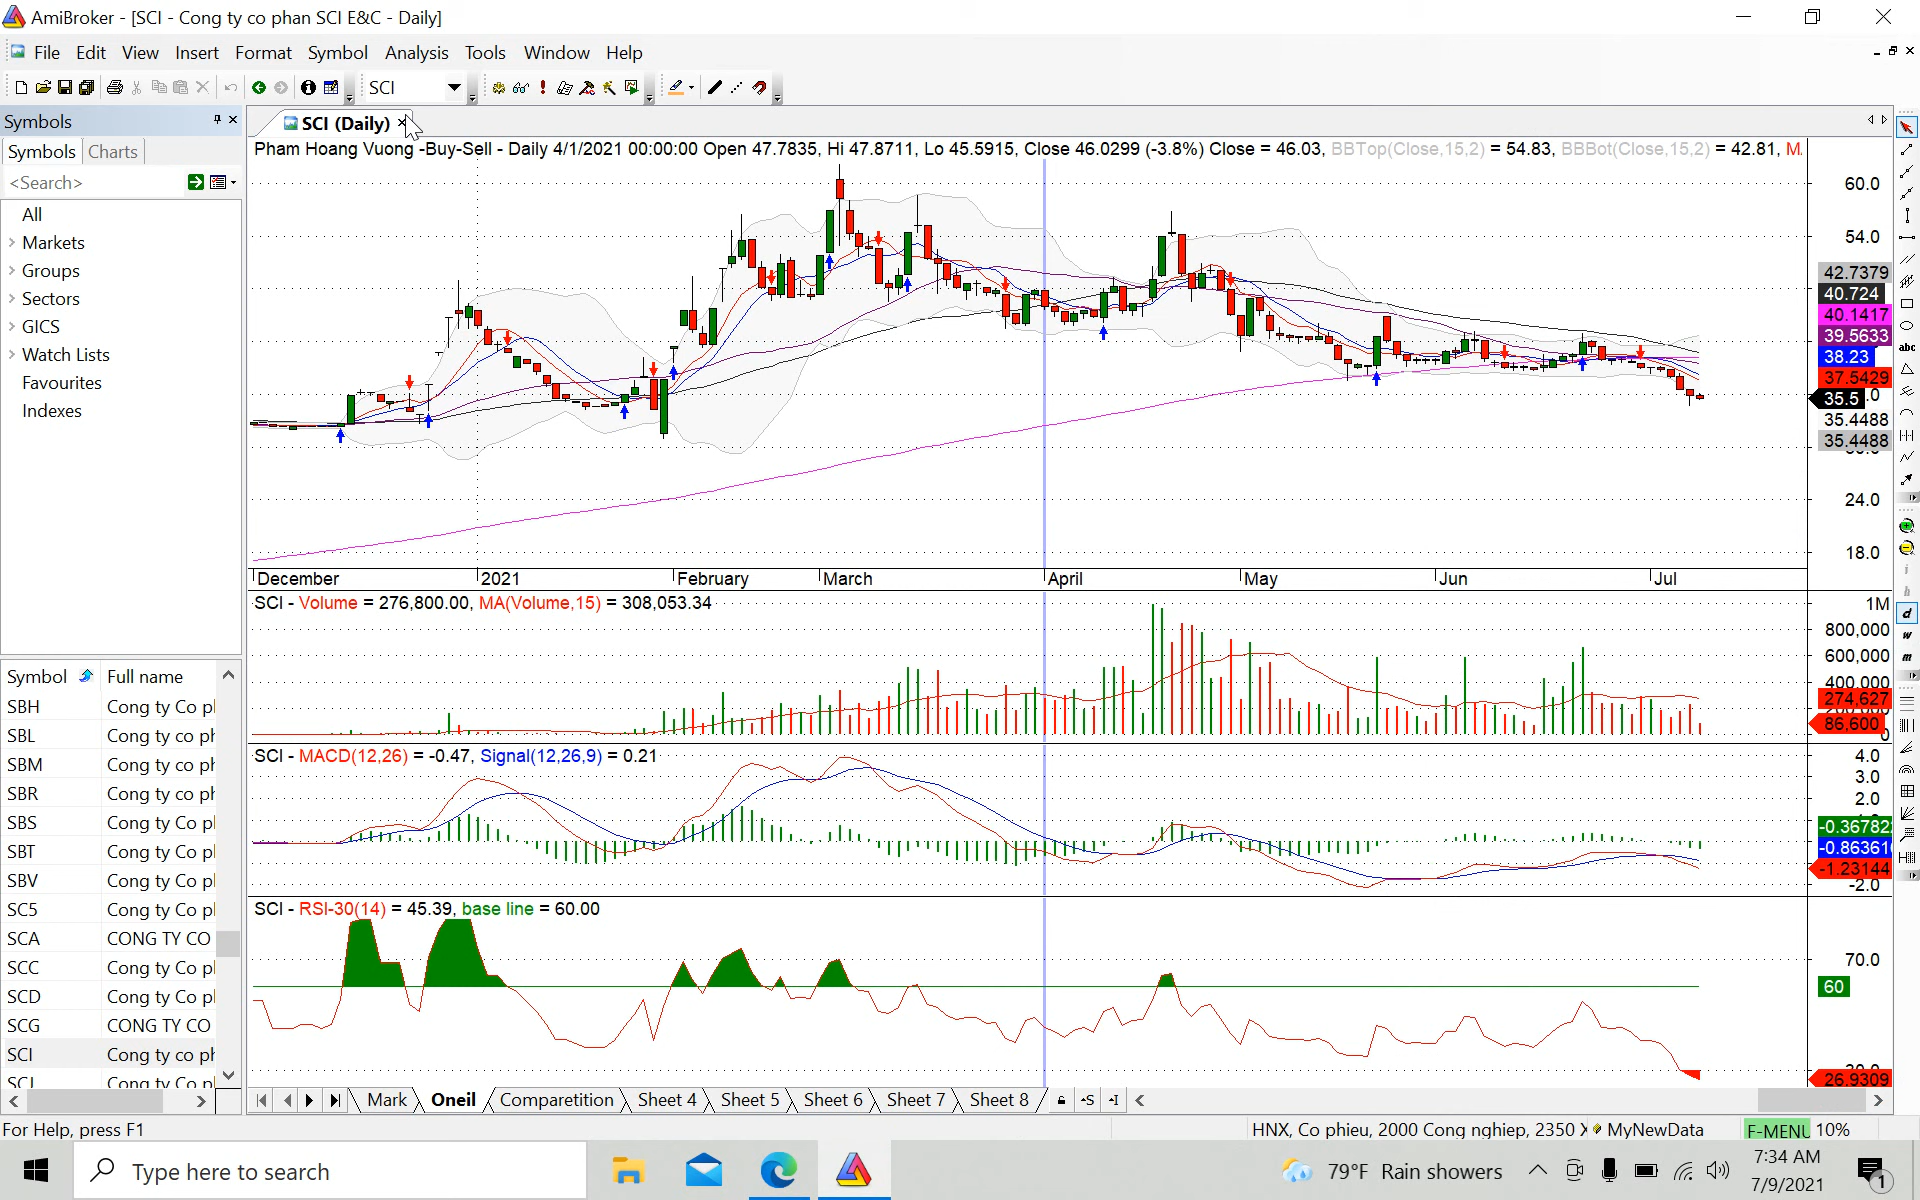 AmiBroker - [SCI - Cong ty co phan SCI E&C - Daily]
File Edit View Insert Format Symbol Analysis Tools Window Help
SCI
Symbols
SCI (Daily)
Symbols Charts
Pham Hoang Vuong -Buy-Sell - Daily 4/1/2021 00:00:00 Open 47.7835, Hi 47.8711, Lo 45.5915, Close 46.0299 (-3.8%) Close = 46.03, BBTop(Close,15,2) = 54.83, BBBot(Close,15,2) = 42.81, M.
<Search>
All
Markets
Groups
Sectors
GICS
Watch Lists
Favourites
Indexes
60.0
54.0
42.7379
40.724
40.1417
39.5633
38.23
37.5429
35.5
35.4488
35.4488
24.0
18.0
December 2021 February March April May Jun Jul
SCI - Volume = 276,800.00, MA(Volume,15) = 308,053.34
1M
800,000
600,000
400,000
274,627
86,600
0
SCI - MACD(12,26) = -0.47, Signal(12,26,9) = 0.21
4.0
3.0
2.0
-0.36782
-0.86361
-1.23144
-2.0
SCI - RSI-30(14) = 45.39, base line = 60.00
70.0
60
26.9309
Symbol Full name
SBH Cong ty Co pl
SBL Cong ty co ph
SBM Cong ty co ph
SBR Cong ty co ph
SBS Cong ty Co pl
SBT Cong ty Co pl
SBV Cong ty Co pl
SC5 Cong ty Co pl
SCA CONG TY CO
SCC Cong ty Co pl
SCD Cong ty Co pl
SCG CONG TY CO
SCI Cong ty co ph
SCJ Cong ty Co pl
Mark Oneil Comparetition Sheet 4 Sheet 5 Sheet 6 Sheet 7 Sheet 8
abc
i
h
d
w
m
For Help, press F1
HNX, Co phieu, 2000 Cong nghiep, 2350 X MyNewData F-MENU 10%
Type here to search
79°F Rain showers
7:34 AM
7/9/2021
1